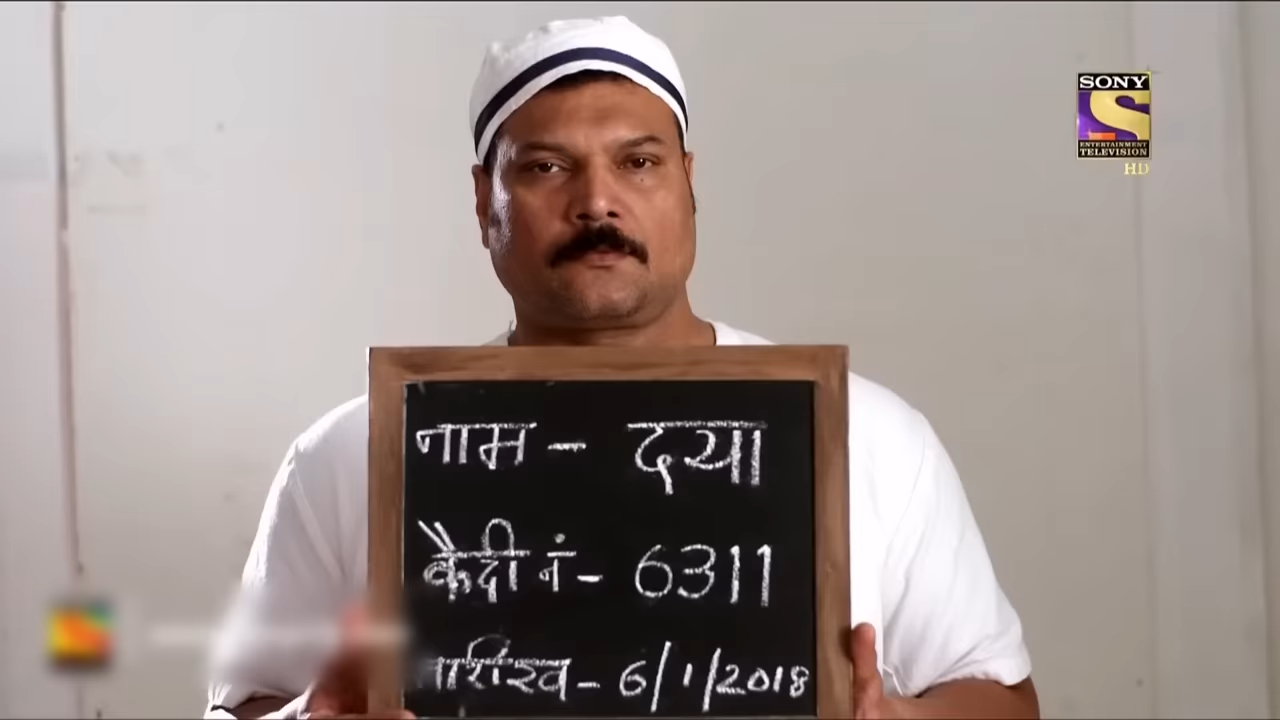 SONY
ENTERTAINMENT
TELEVISION
HD
नाम - दया
कैदी नं - 6311
तारीख - 6/1/2018